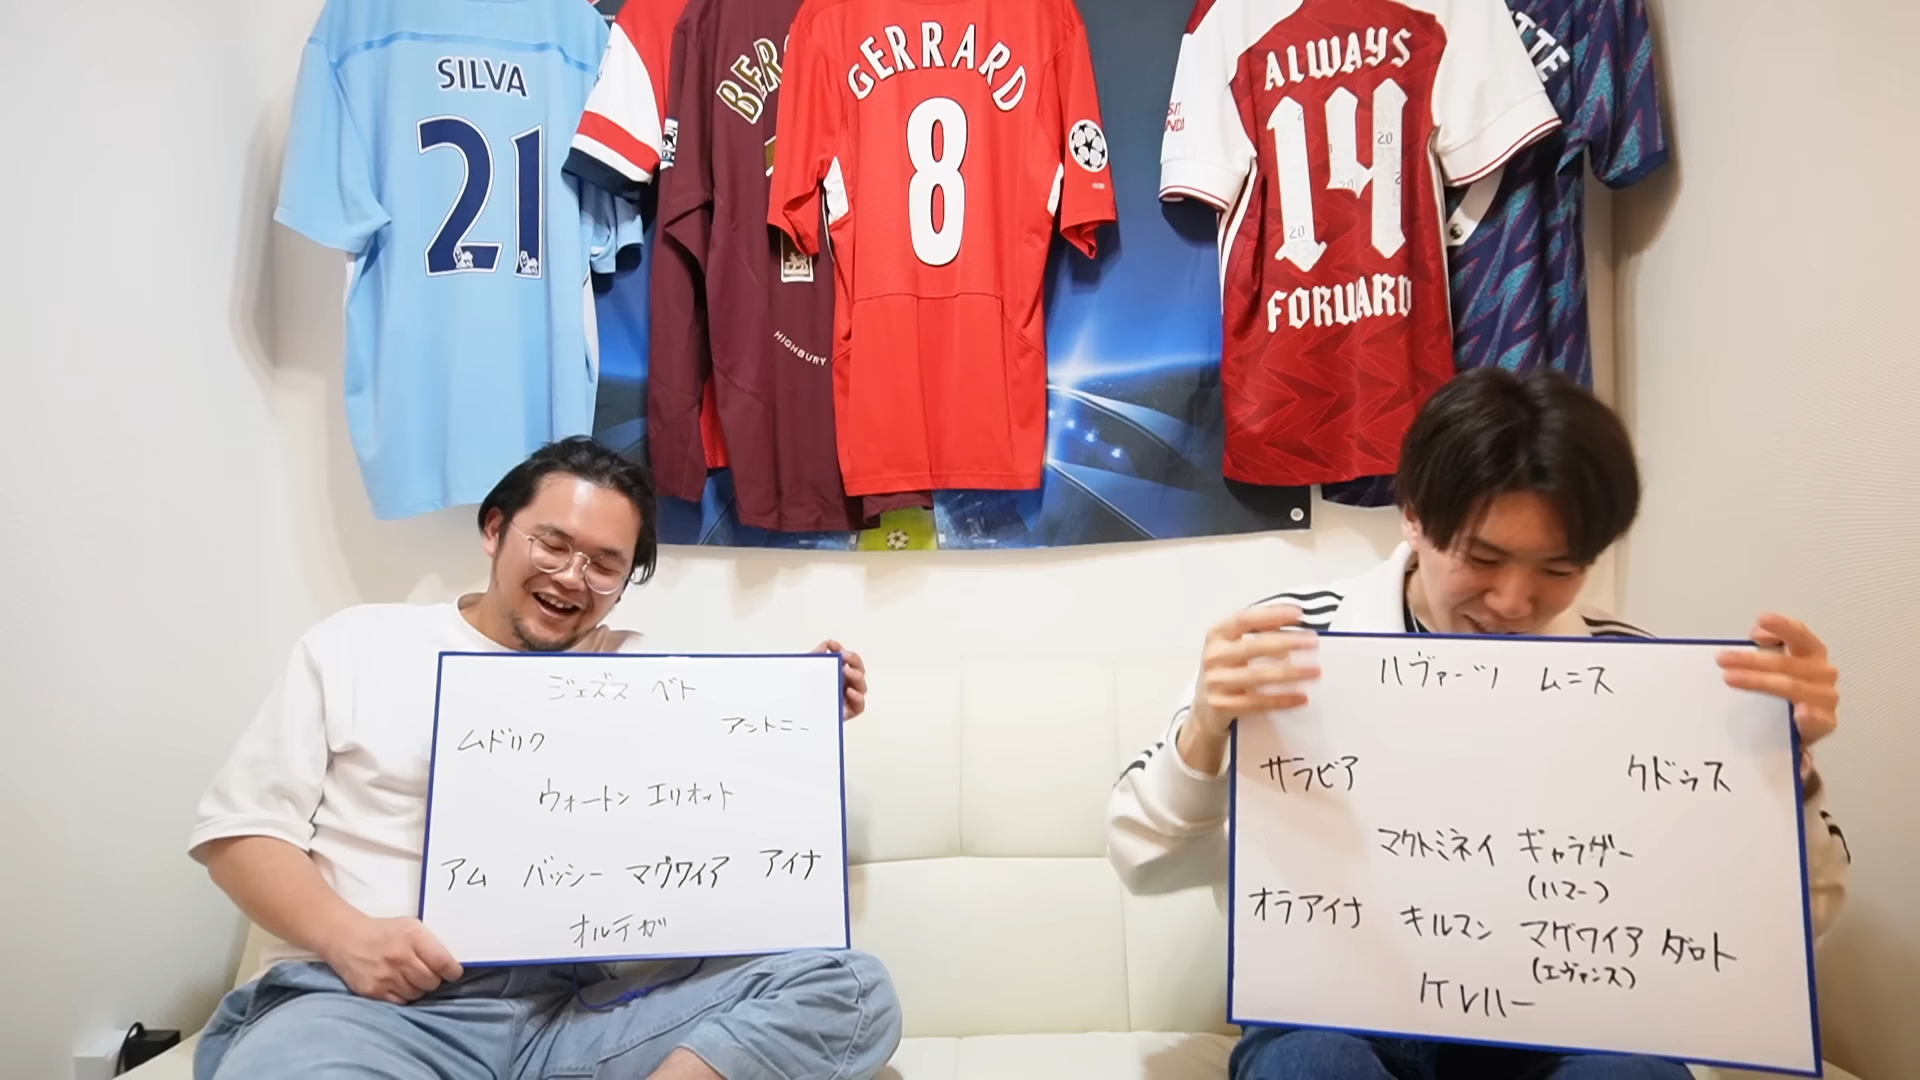 SILVA
21
BER
HIGHBURY
GERRARD
8
ALWAYS
14
FORWARD
TTE
ジェズス ベト
ムドリク アントニー
ウォートン エリオット
アム バッシー マグワイア アイナ
オルテガ
ハヴァーツ ムニス
サラビア クドゥス
マクトミネイ ギャラガー
(ハマー)
オラアイナ キルマン マグワイア ダロト
(エヴァンス)
ケレハー